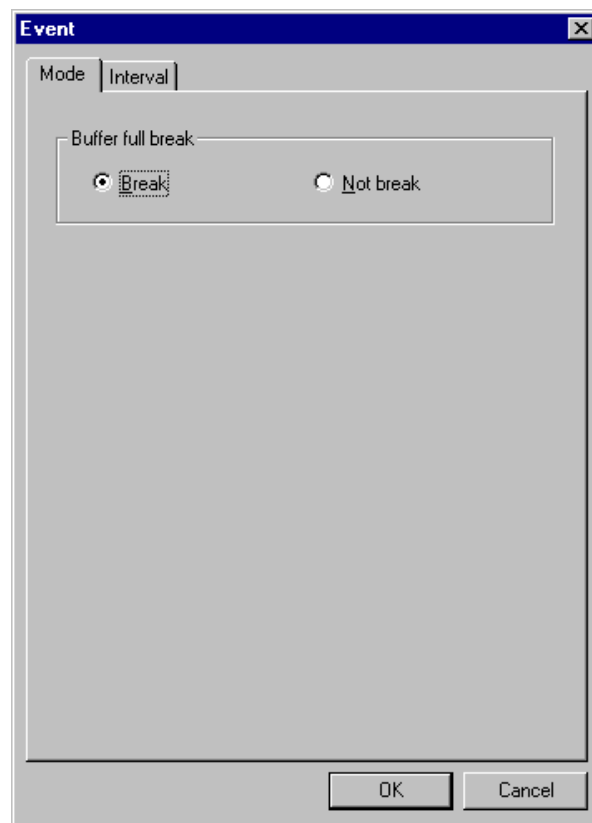 Event
Mode Interval
Buffer full break
Break Not break
OK Cancel